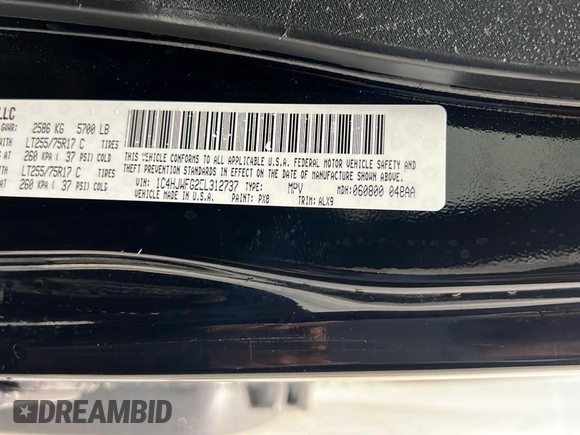 LLC
GVWR: 2586 KG 5700 LB
WITH LT255/75R17 C TIRES
AT 260 KPA ( 37 PSI) COLD
WITH LT255/75R17 C TIRES
AT 260 KPA ( 37 PSI) COLD
THIS VEHICLE CONFORMS TO ALL APPLICABLE U.S.A. FEDERAL MOTOR VEHICLE SAFETY AND
THEFT PREVENTION STANDARDS IN EFFECT ON THE DATE OF MANUFACTURE SHOWN ABOVE.
VIN: 1C4HJWFG2CL312737 TYPE: MPV MDH: 060800 048AA
VEHICLE MADE IN U.S.A. PAINT: PX8 TRIM: ALX9
DREAMBID